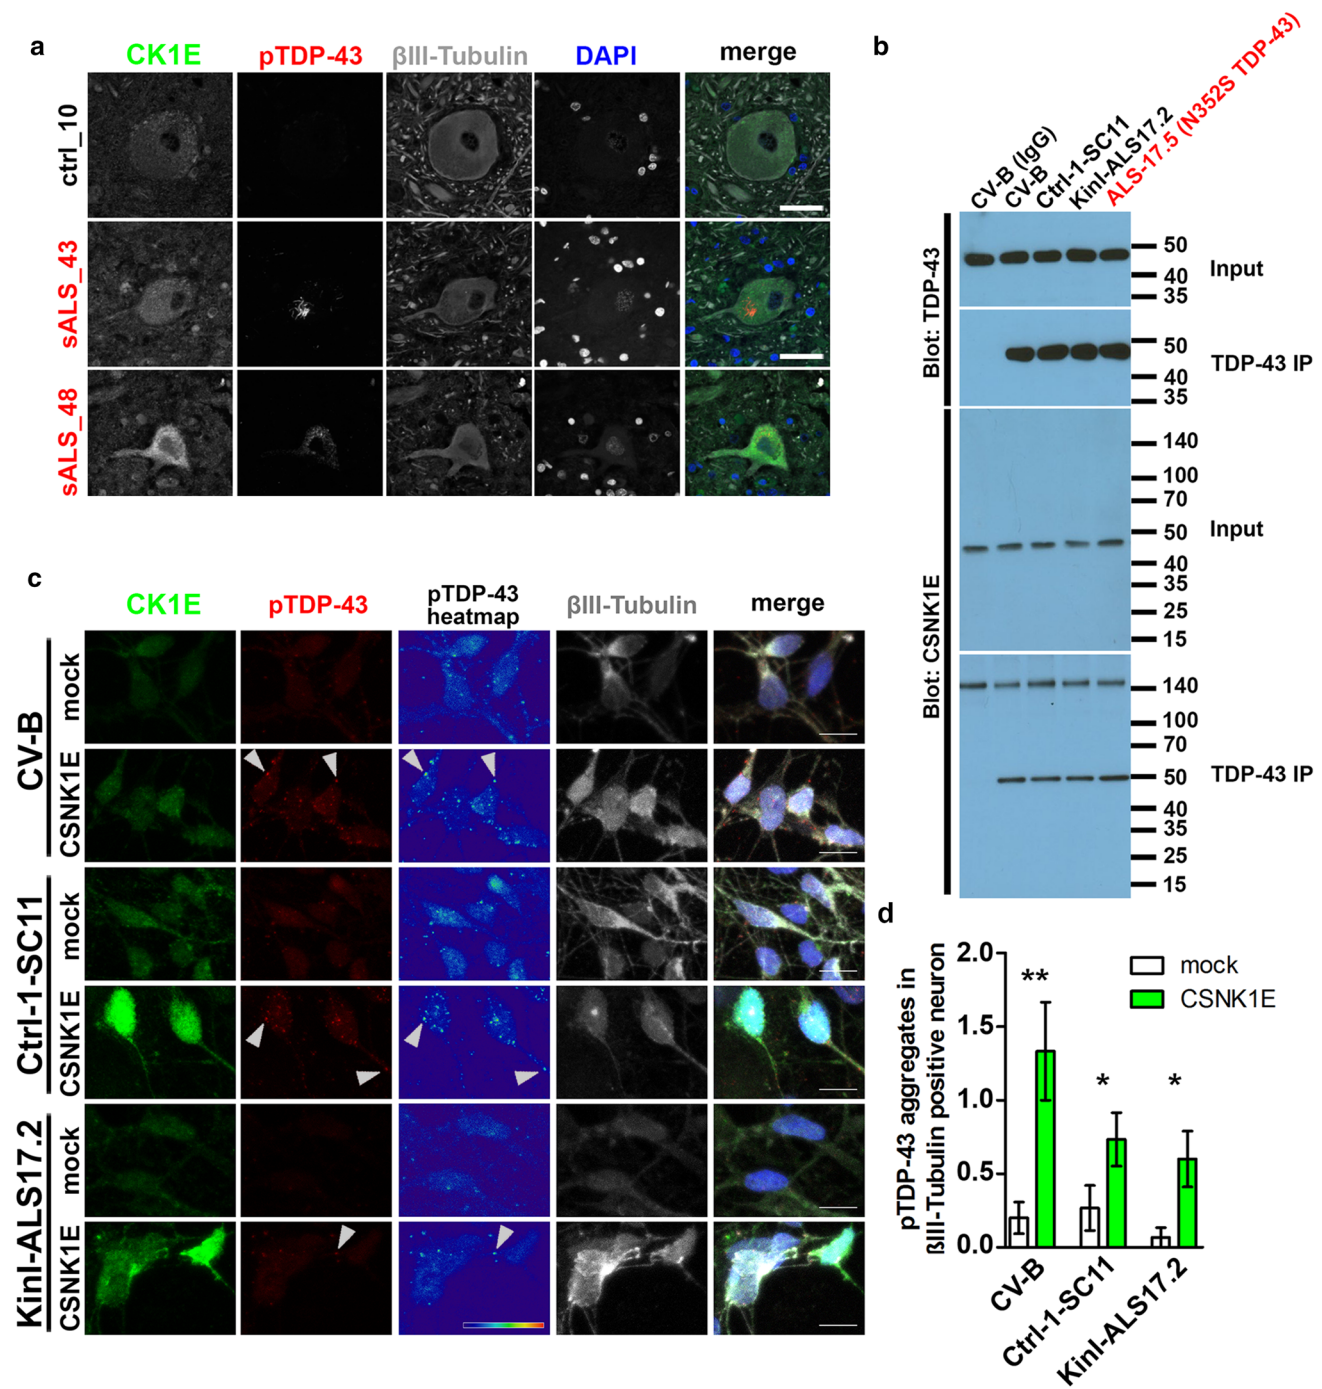 a
CK1E pTDP-43 βIII-Tubulin DAPI merge
ctrl_10
sALS_43
sALS_48
b
CV-B (IgG)
CV-B
Ctrl-1-SC11
KinI-ALS17.2
ALS-17.5 (N352S TDP-43)
Blot: TDP-43
50
40
35
Input
50
40
35
TDP-43 IP
Blot: CSNK1E
140
100
70
50
40
35
25
15
Input
140
100
70
50
40
35
25
15
TDP-43 IP
c
CK1E pTDP-43 pTDP-43 heatmap βIII-Tubulin merge
CV-B
mock
CSNK1E
Ctrl-1-SC11
mock
CSNK1E
KinI-ALS17.2
mock
CSNK1E
d
pTDP-43 aggregates in
ßIII-Tubulin positive neuron
2.0
1.5
1.0
0.5
0.0
**
*
*
mock
CSNK1E
CV-B
Ctrl-1-SC11
KinI-ALS17.2